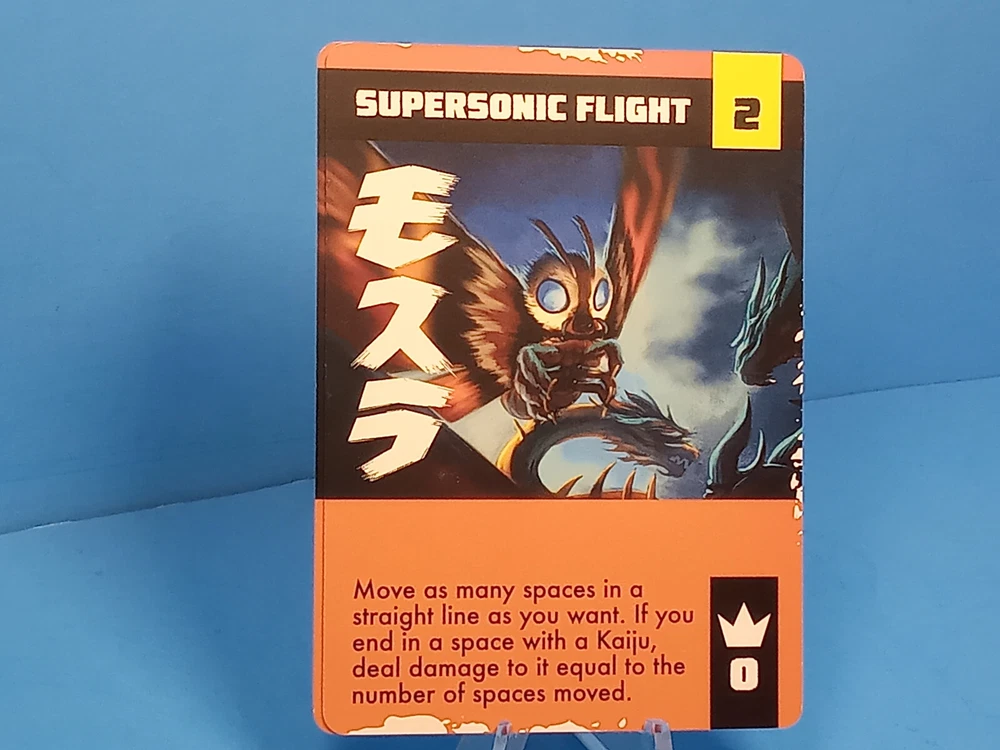 SUPERSONIC FLIGHT
2
モスラ
Move as many spaces in a
straight line as you want. If you
end in a space with a Kaiju,
deal damage to it equal to the
number of spaces moved.
0